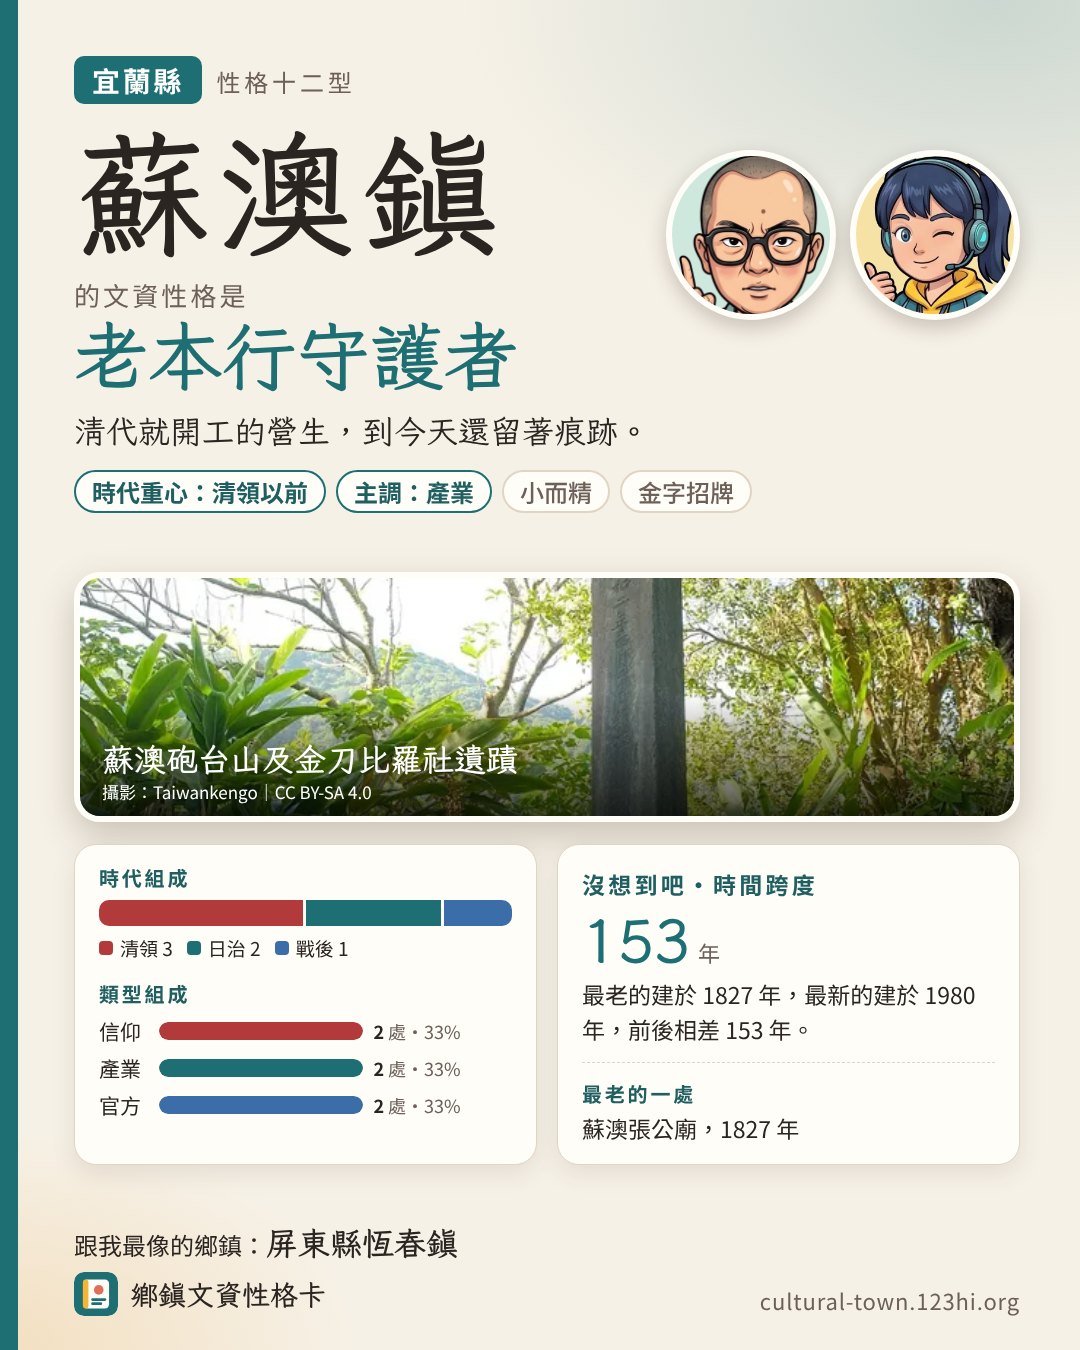 宜蘭縣 性格十二型
蘇澳鎮
的文資性格是
老本行守護者
清代就開工的營生，到今天還留著痕跡。
時代重心：清領以前 主調：產業 小而精 金字招牌
蘇澳砲台山及金刀比羅社遺蹟
攝影：Taiwankengo｜CC BY-SA 4.0
時代組成
清領 3 日治 2 戰後 1
類型組成
信仰 2 處・33%
產業 2 處・33%
官方 2 處・33%
沒想到吧・時間跨度
153 年
最老的建於 1827 年，最新的建於 1980
年，前後相差 153 年。
最老的一處
蘇澳張公廟，1827 年
跟我最像的鄉鎮：屏東縣恆春鎮
鄉鎮文資性格卡
cultural-town.123hi.org